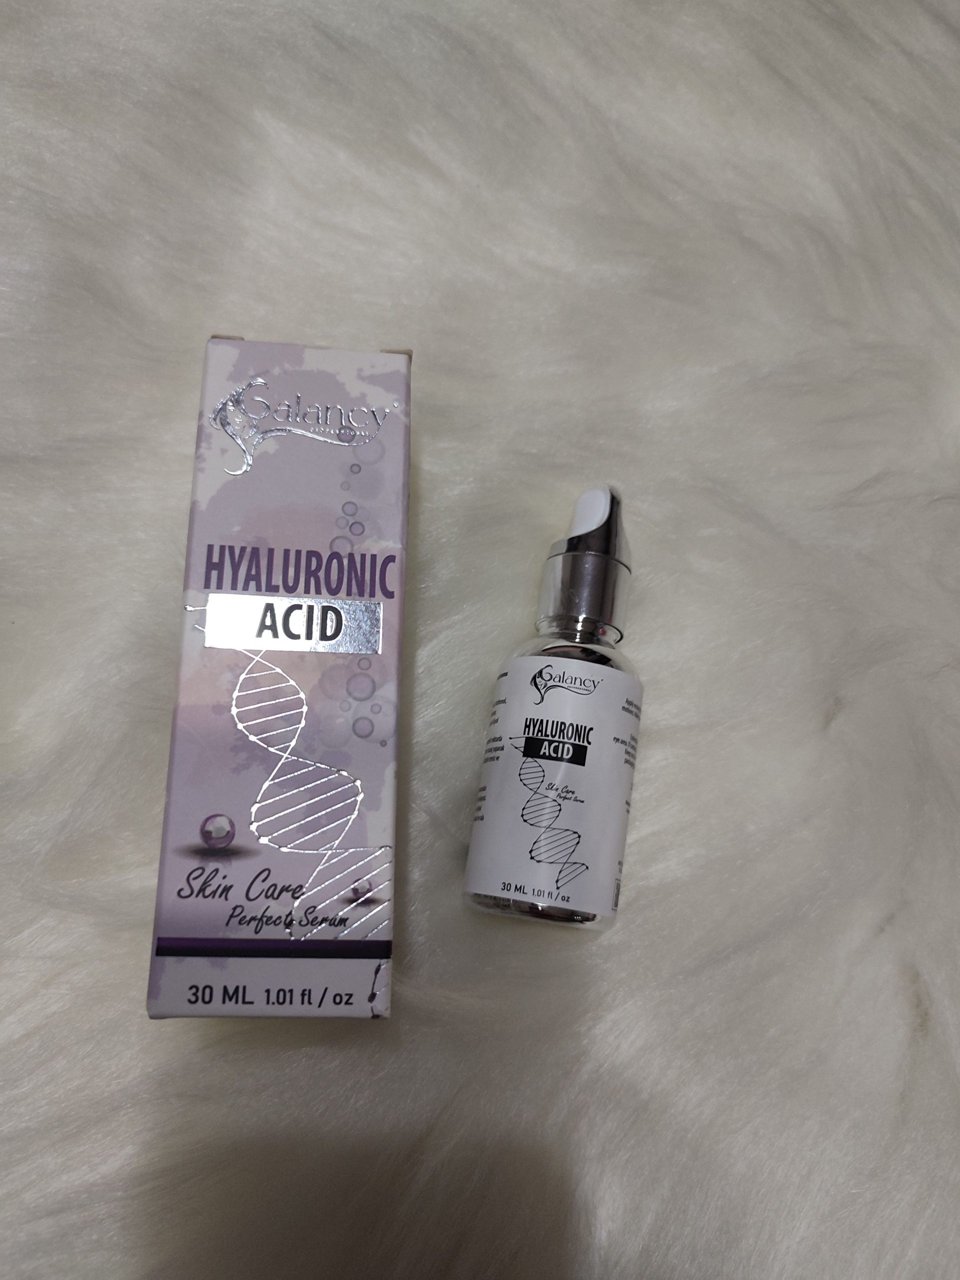 Galancy
HYALURONIC
ACID
Skin Care
Perfect Serum
30 ML 1.01 fl / oz
Galancy
HYALURONIC
ACID
Skin Care
Perfect Serum
30 ML 1.01 fl / oz